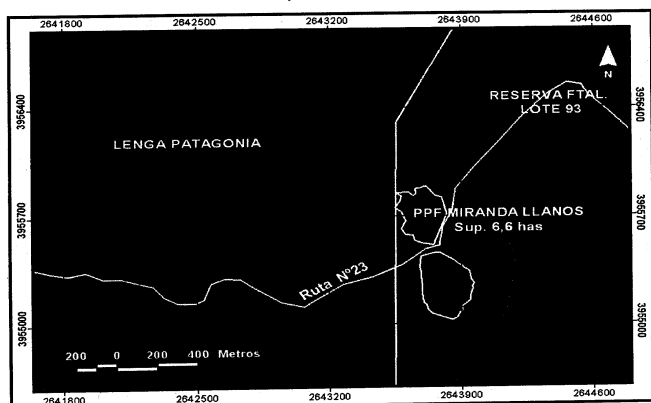 2641800 2642500 2643200 2643900 2644600
N
RESERVA FTAL.
LOTE 93
3956400 3956400
LENGA PATAGONIA
PPF MIRANDA LLANOS
Sup. 6,6 has
3955700 3955700
Ruta Nº23
3955000 3955000
200 0 200 400 Metros
2641800 2642500 2643200 2643900 2644600